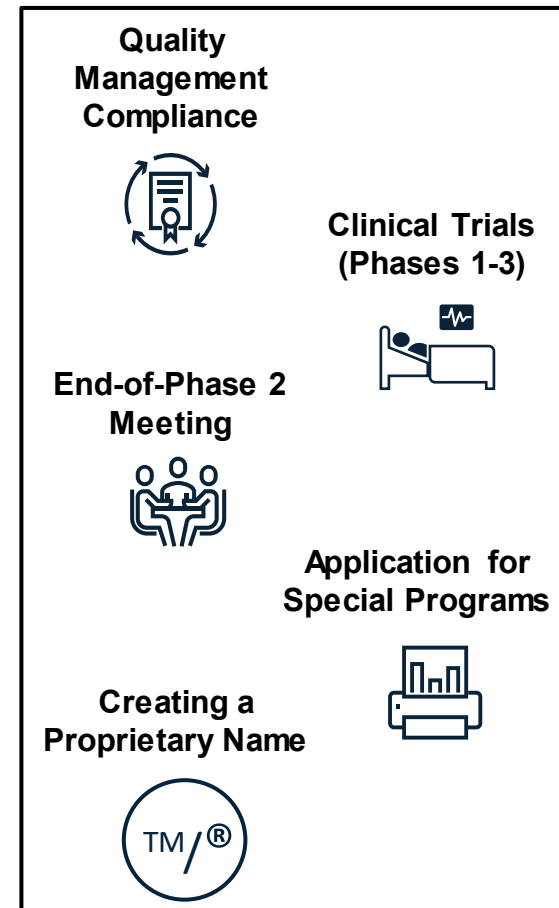 Quality
Management
Compliance
Clinical Trials
(Phases 1-3)
End-of-Phase 2
Meeting
Application for
Special Programs
Creating a
Proprietary Name
TM/®